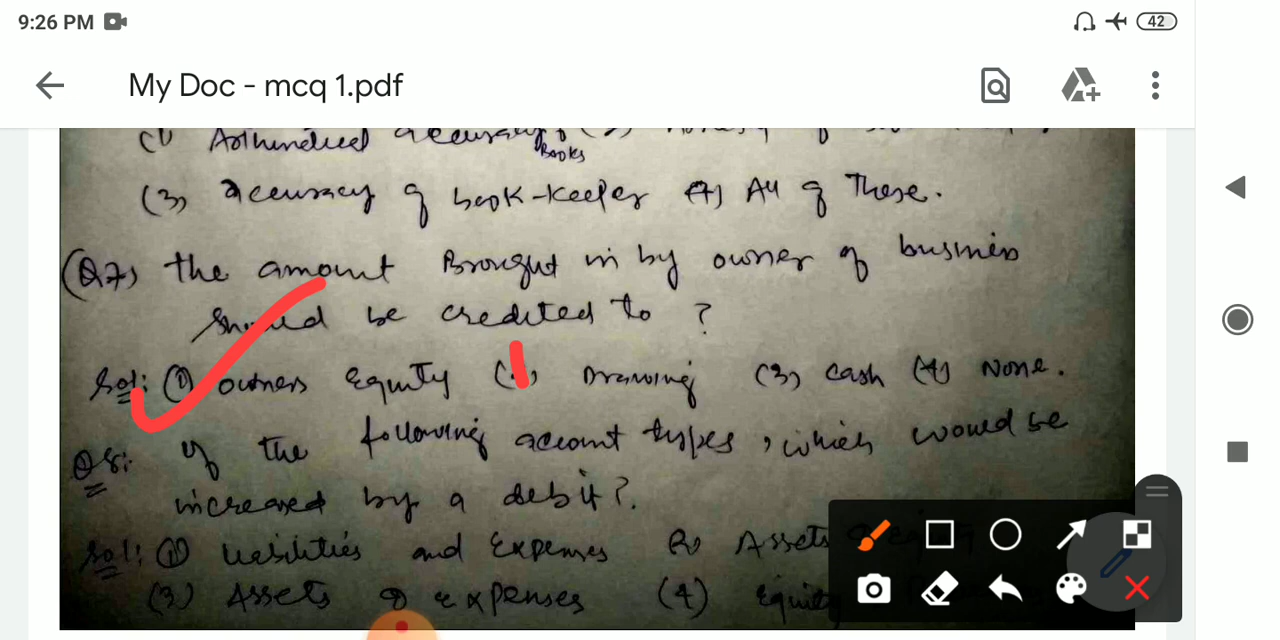 9:26 PM
42
My Doc - mcq 1.pdf
(3) accuracy of book-keeper (4) All of These.
Books
(Q7) the amount Brought in by owner of business
should be credited to ?
Sol: (1) owners Equity Drawing (3) cash (4) None.
Q8: of the following account types, which would be
increased by a debit?.
Sol: (1) Liabilities and Expenses Assets
(3) Assets expenses (4) Equity